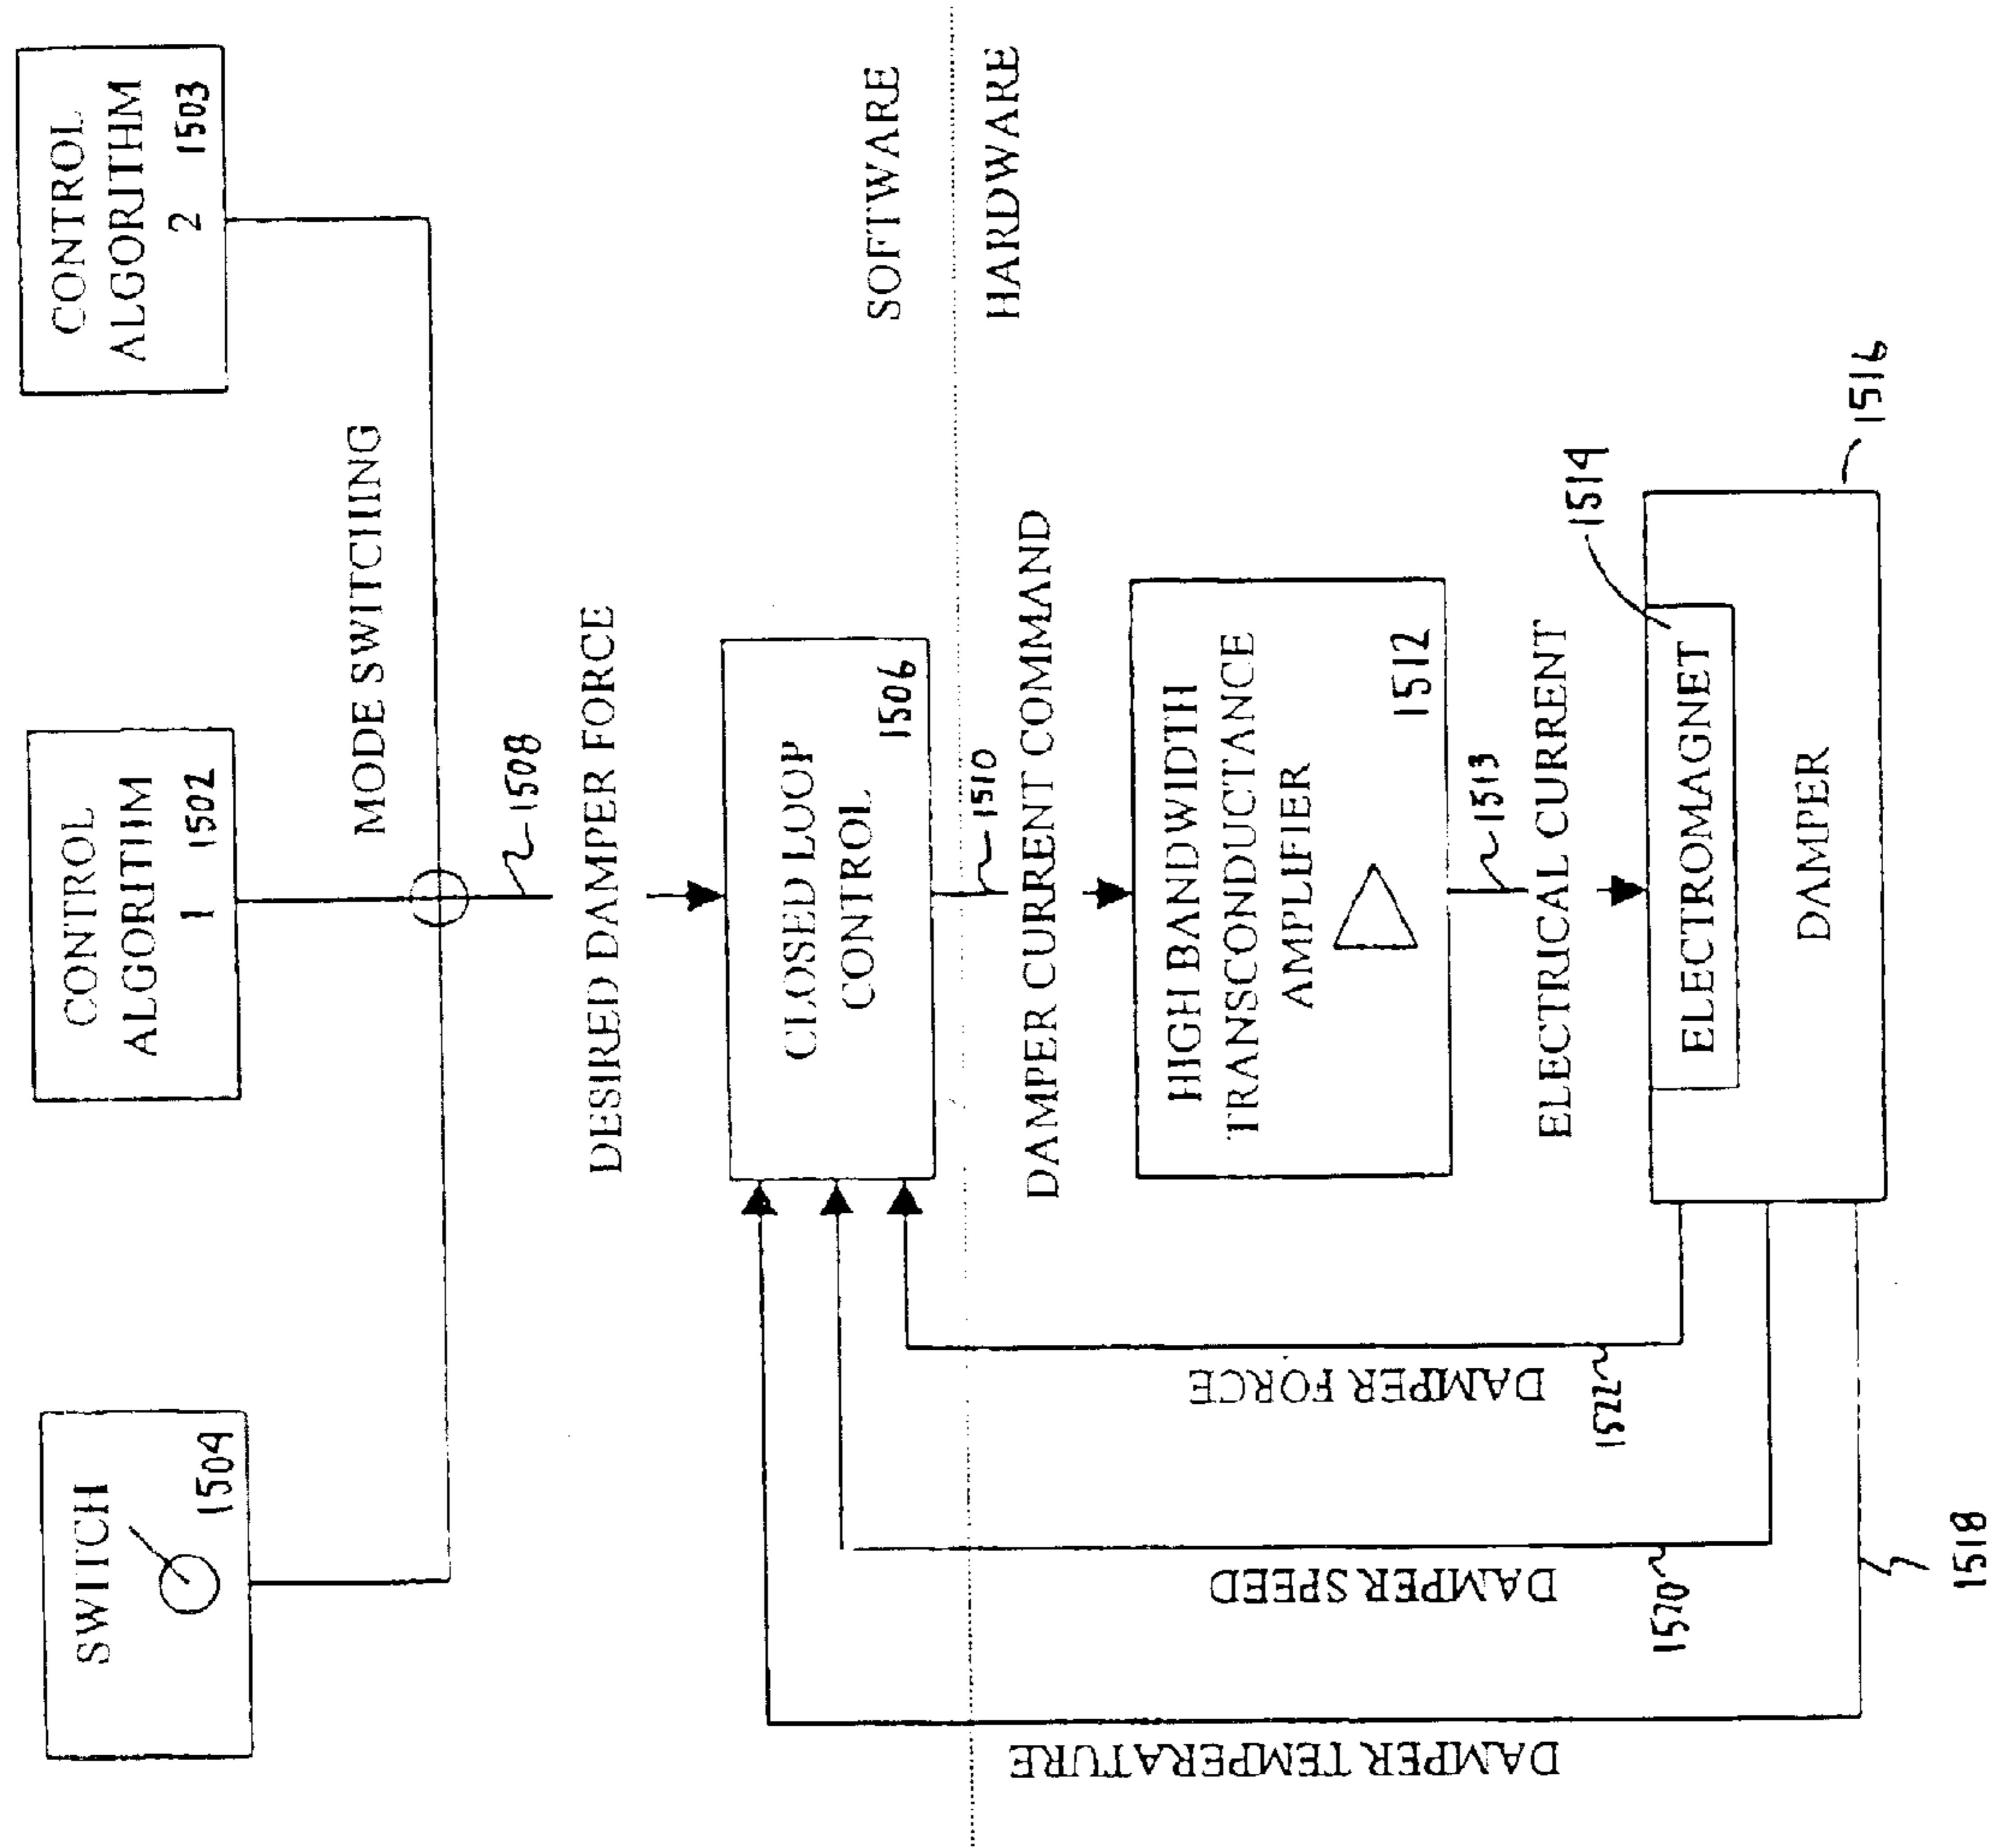 SWITCH
1504
CONTROL
ALGORITHM
1 1502
CONTROL
ALGORITHM
2 1503
MODE SWITCHING
1508
DESIRED DAMPER FORCE
CLOSED LOOP
CONTROL
1506
SOFTWARE
HARDWARE
1510
DAMPER CURRENT COMMAND
HIGH BANDWIDTH
TRANSCONDUCTANCE
AMPLIFIER
1512
1513
ELECTRICAL CURRENT
1514
ELECTROMAGNET
DAMPER
1516
DAMPER FORCE
1522
DAMPER SPEED
1520
DAMPER TEMPERATURE
1518